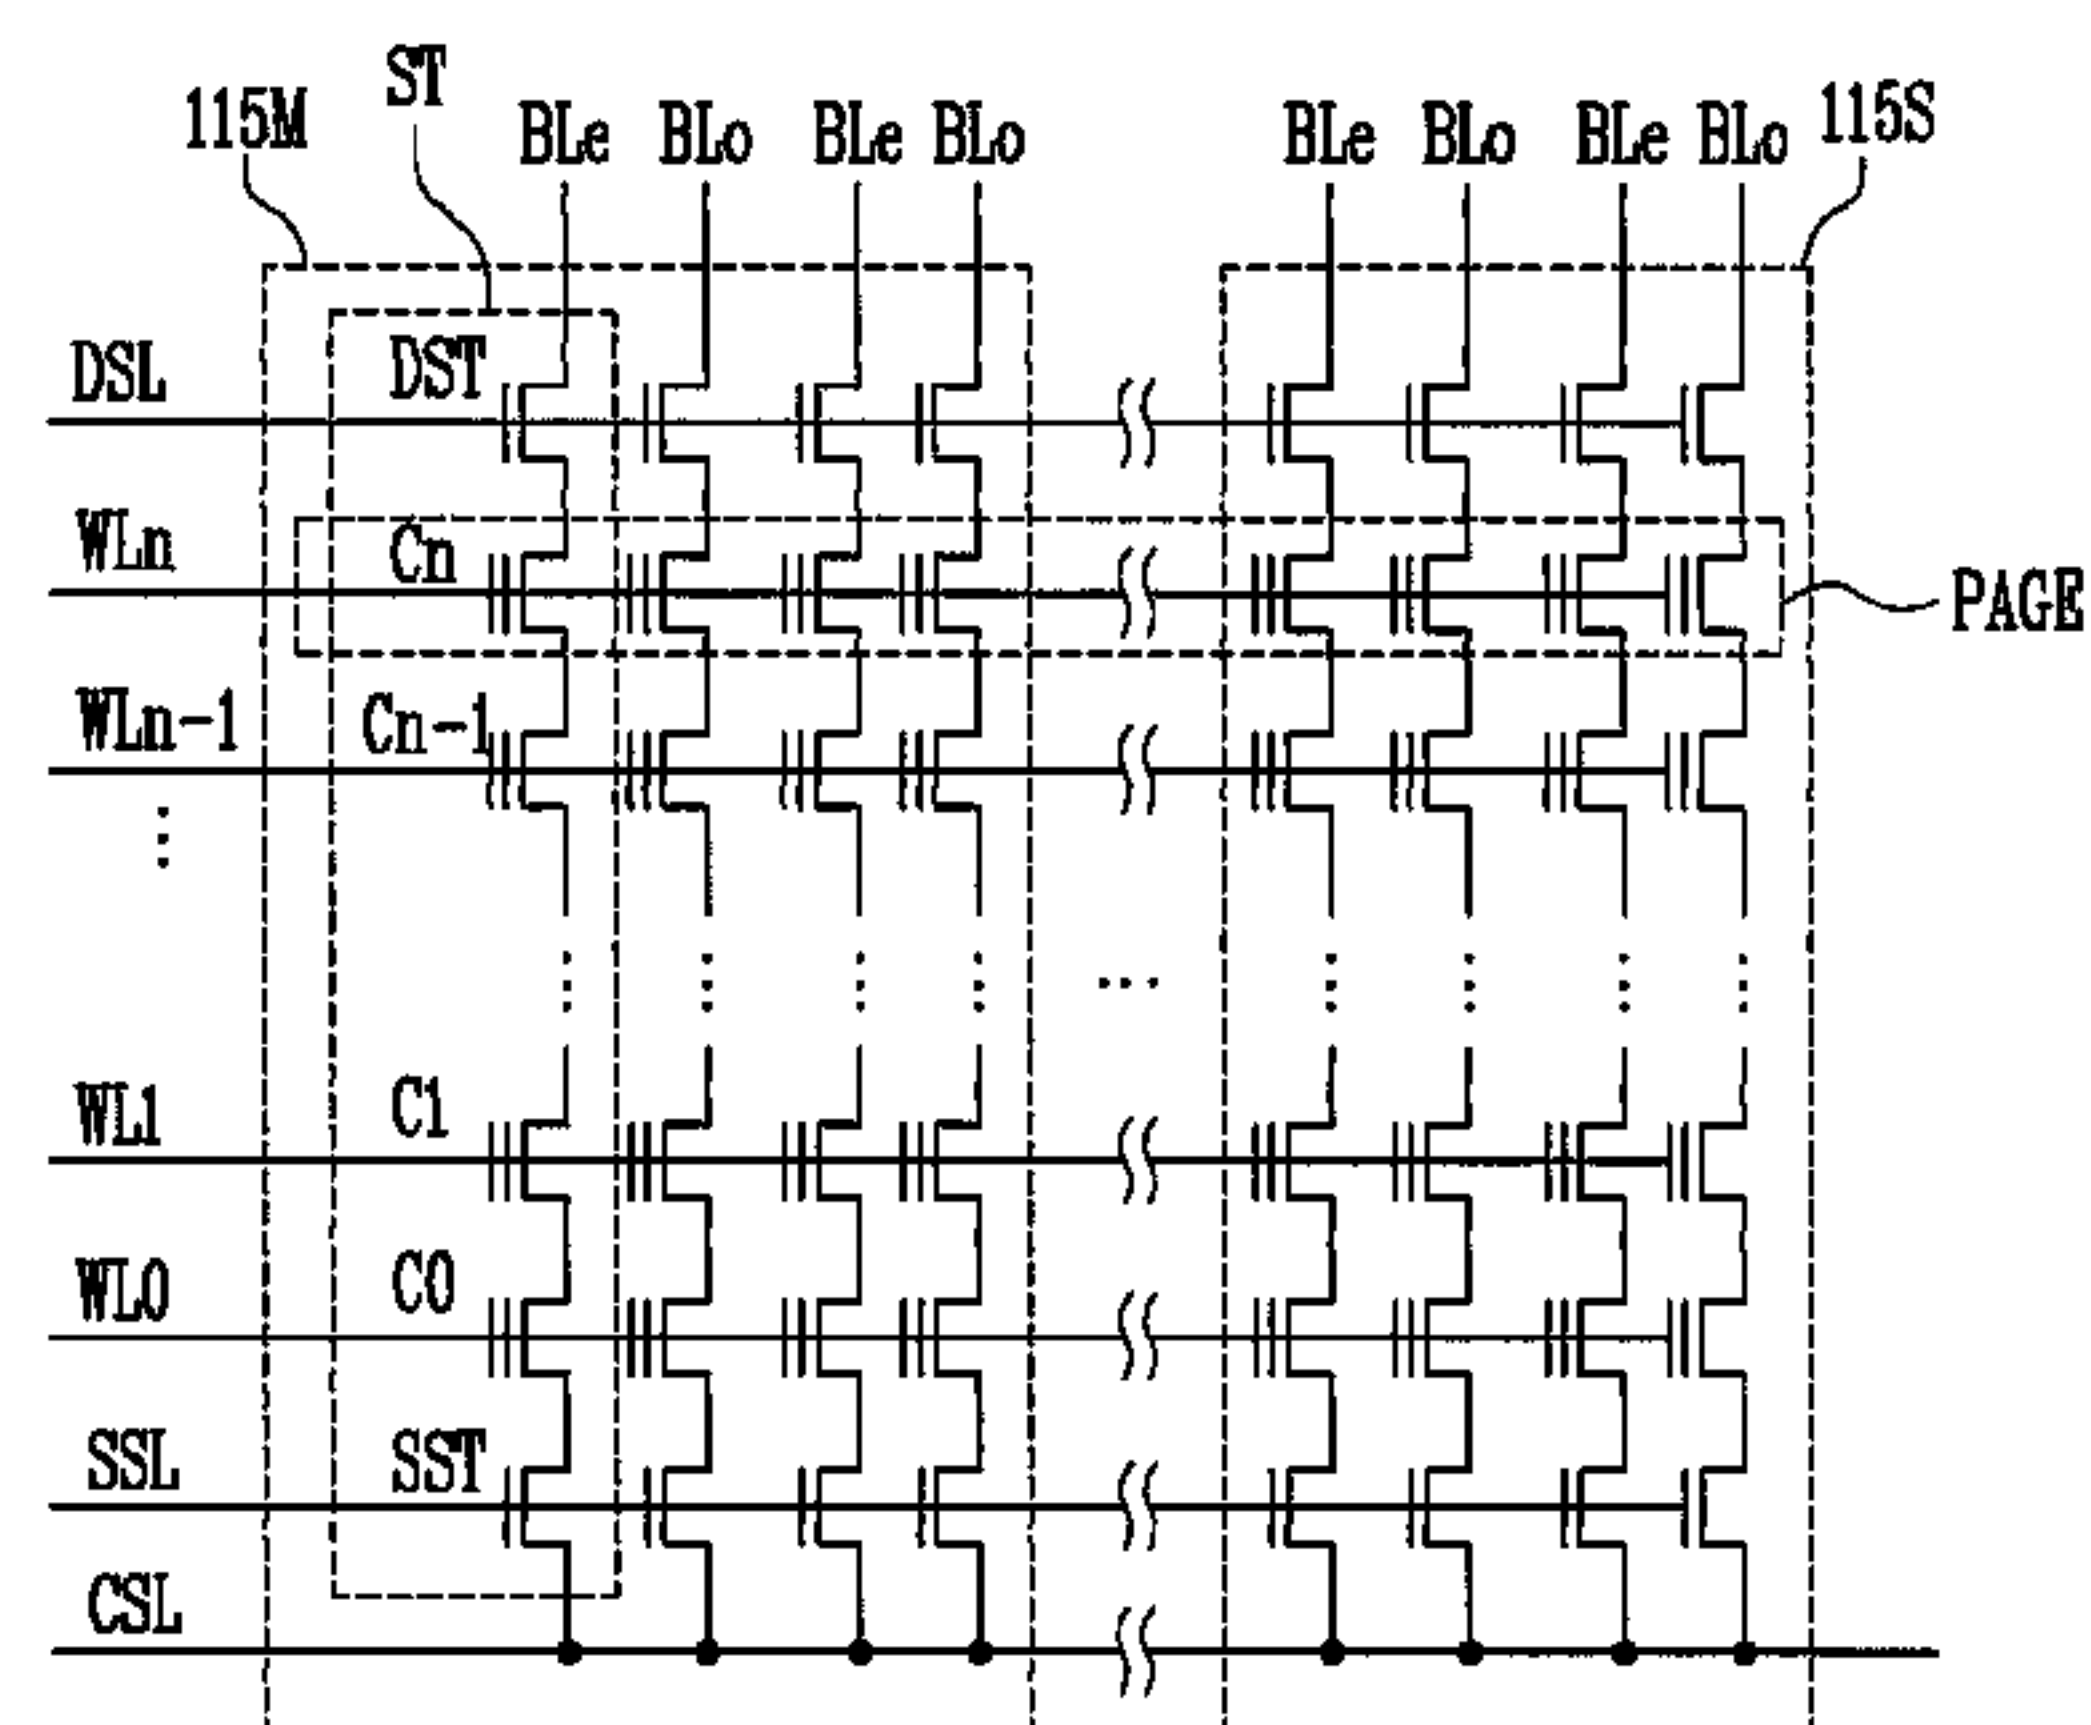 ST
115M BLe BLo BLe BLo BLe BLo BLe BLo 115S
DSL DST
WLn Cn
PAGE
WLn-1 Cn-1
WL1 C1
WL0 C0
SSL SST
CSL